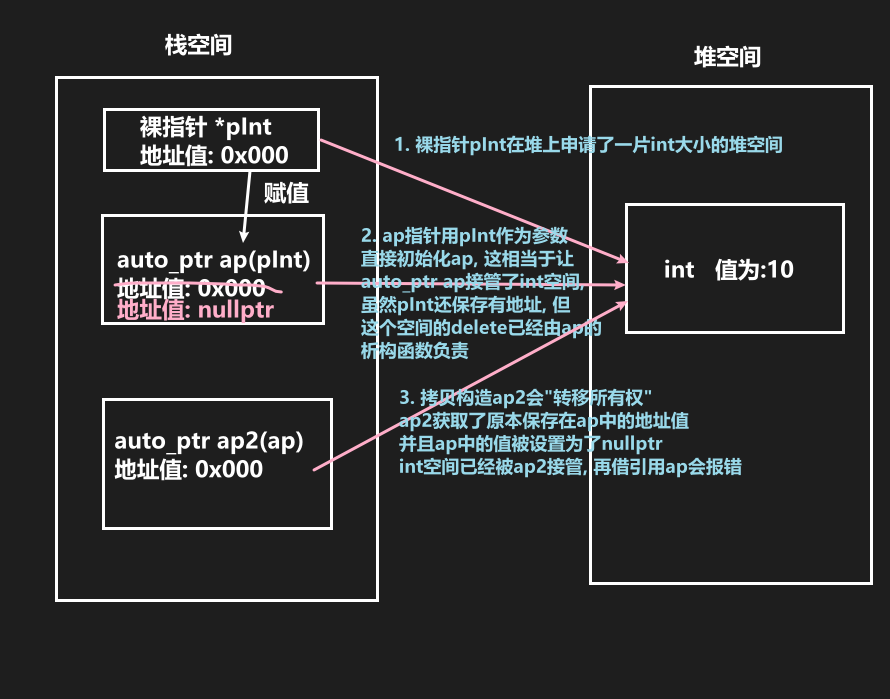 栈空间
堆空间
裸指针 *pInt
地址值: 0x000
1. 裸指针pInt在堆上申请了一片int大小的堆空间
赋值
auto_ptr ap(pInt)
地址值: 0x000
地址值: nullptr
2. ap指针用pInt作为参数
直接初始化ap, 这相当于让
auto_ptr ap接管了int空间,
虽然pInt还保存有地址, 但
这个空间的delete已经由ap的
析构函数负责
int 值为:10
3. 拷贝构造ap2会"转移所有权"
ap2获取了原本保存在ap中的地址值
并且ap中的值被设置为了nullptr
int空间已经被ap2接管, 再借引用ap会报错
auto_ptr ap2(ap)
地址值: 0x000